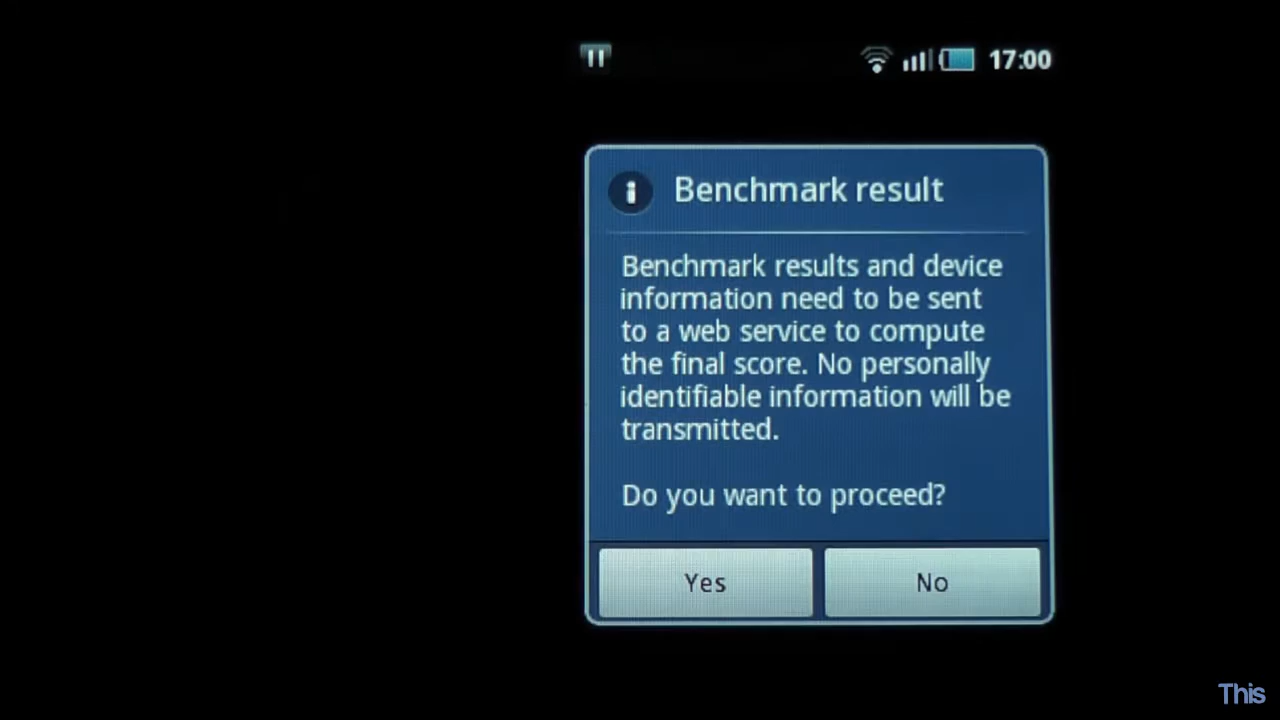 17:00
Benchmark result
Benchmark results and device
information need to be sent
to a web service to compute
the final score. No personally
identifiable information will be
transmitted.
Do you want to proceed?
Yes No
This